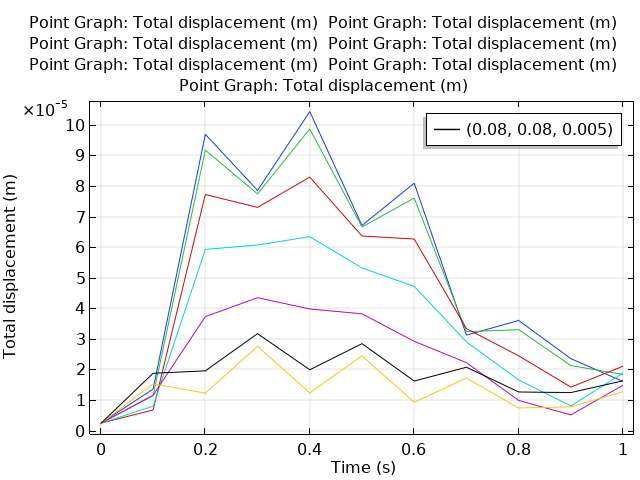 Point Graph: Total displacement (m) Point Graph: Total displacement (m)
Point Graph: Total displacement (m) Point Graph: Total displacement (m)
Point Graph: Total displacement (m) Point Graph: Total displacement (m)
Point Graph: Total displacement (m)
×10⁻⁵
(0.08, 0.08, 0.005)
10
9
8
7
6
5
4
3
2
1
0
Total displacement (m)
0 0.2 0.4 0.6 0.8 1
Time (s)